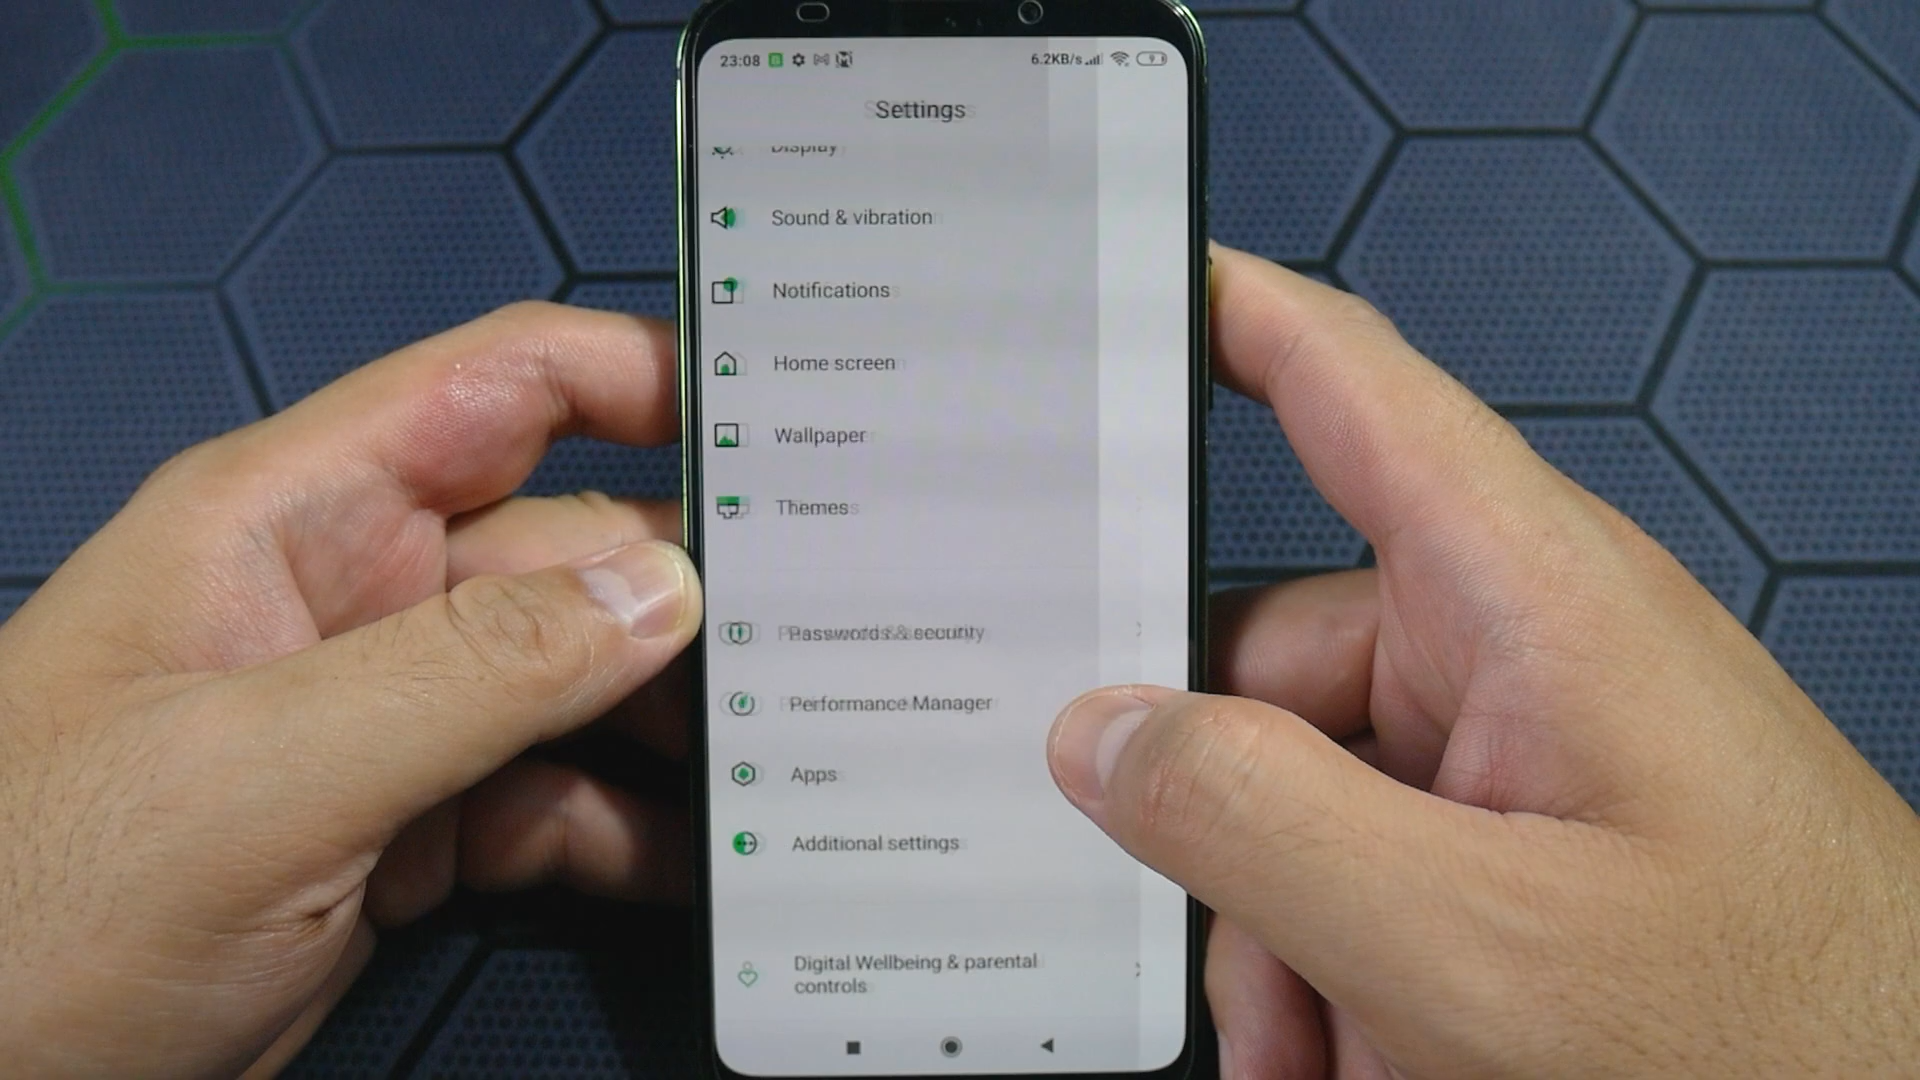 23:08 6.2KB/s 9
Settings
Display
Sound & vibration
Notifications
Home screen
Wallpaper
Themes
Passwords & security
Performance Manager
Apps
Additional settings
Digital Wellbeing & parental
controls